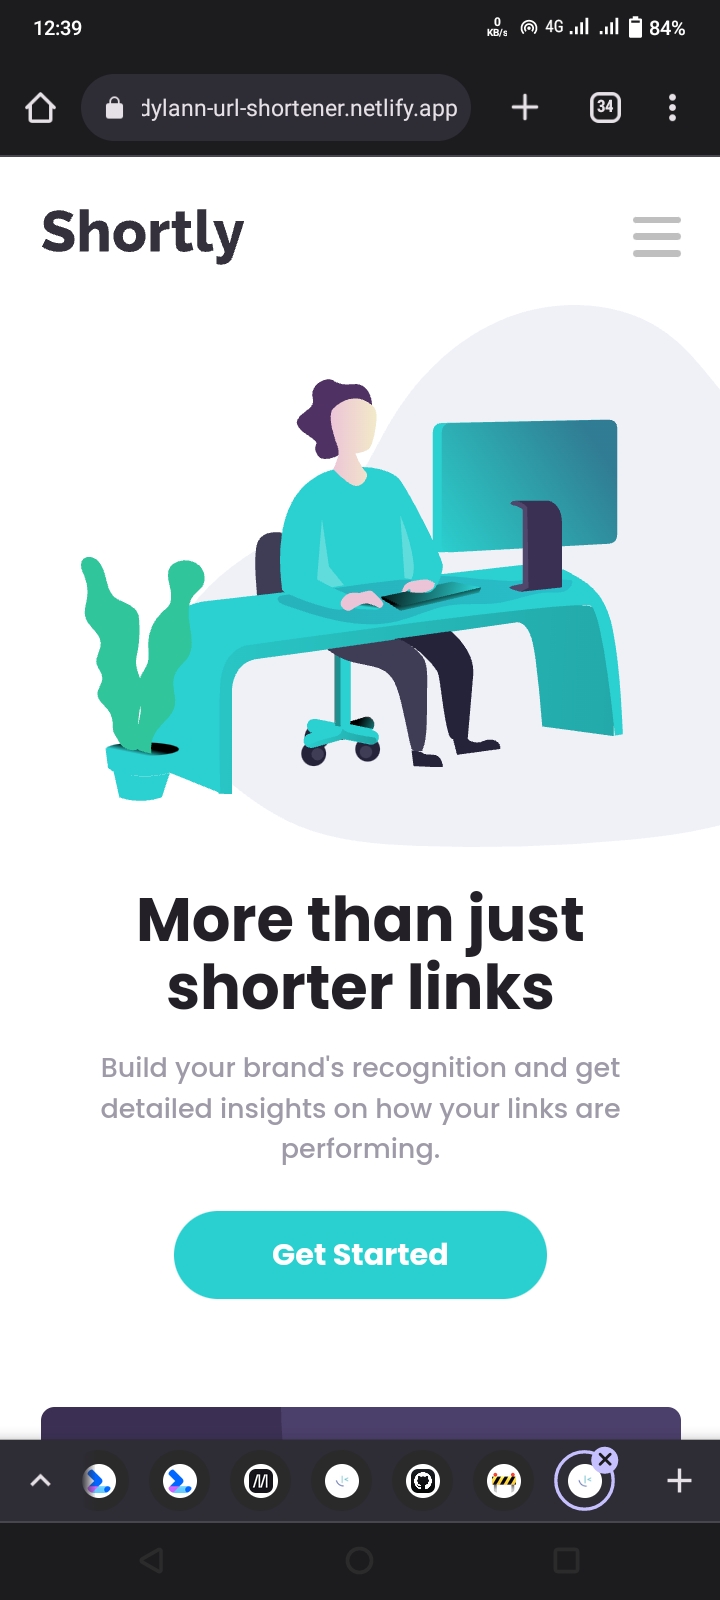 12:39
0
KB/s
4G
84%
dylann-url-shortener.netlify.app
34
Shortly
More than just
shorter links
Build your brand's recognition and get
detailed insights on how your links are
performing.
Get Started